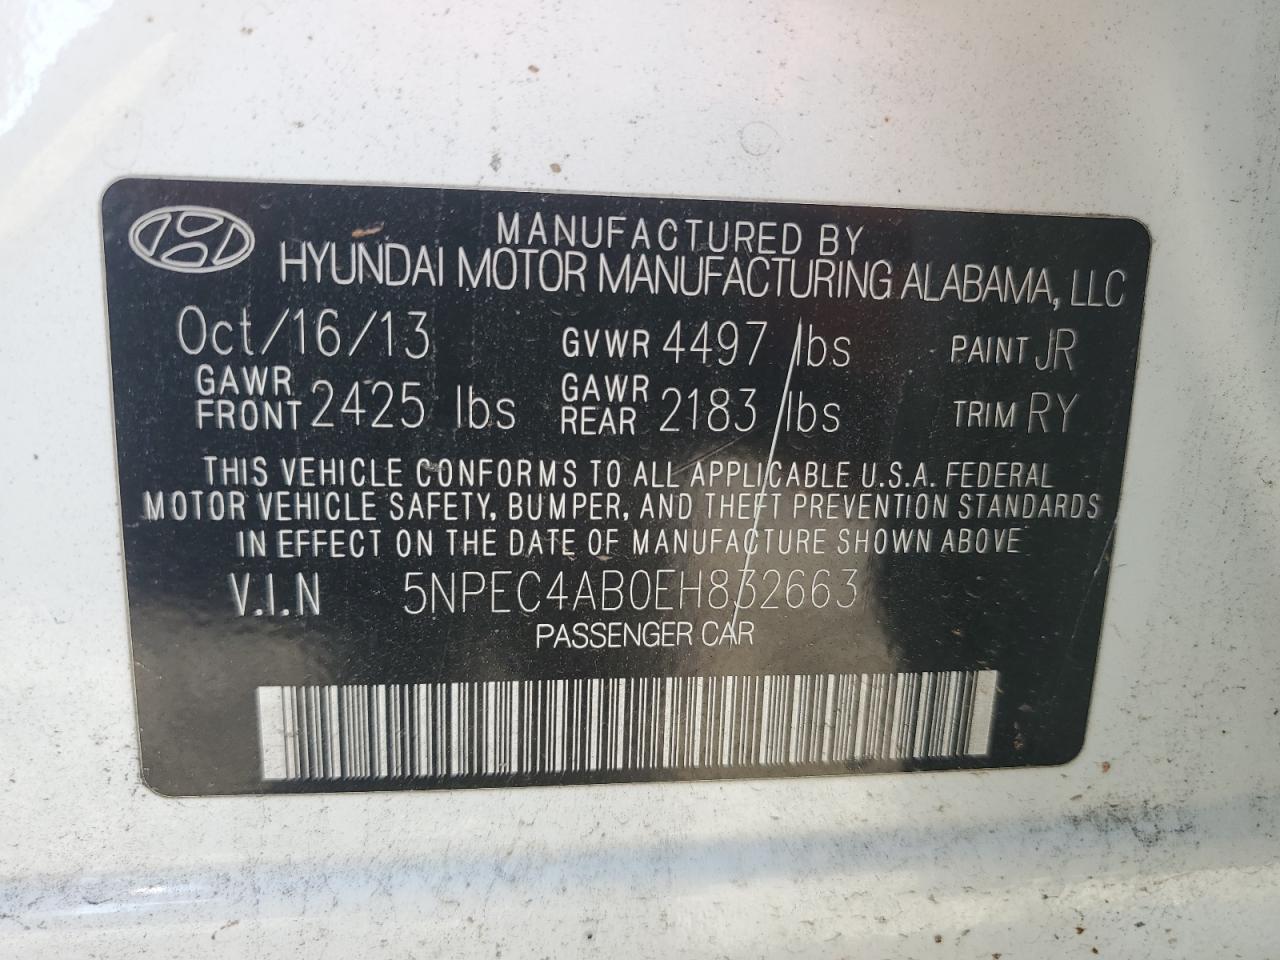 MANUFACTURED BY
HYUNDAI MOTOR MANUFACTURING ALABAMA, LLC
Oct/16/13 GVWR 4497 lbs PAINT JR
GAWR FRONT 2425 lbs GAWR REAR 2183 lbs TRIM RY
THIS VEHICLE CONFORMS TO ALL APPLICABLE U.S.A. FEDERAL
MOTOR VEHICLE SAFETY, BUMPER, AND THEFT PREVENTION STANDARDS
IN EFFECT ON THE DATE OF MANUFACTURE SHOWN ABOVE
V.I.N 5NPEC4AB0EH832663
PASSENGER CAR